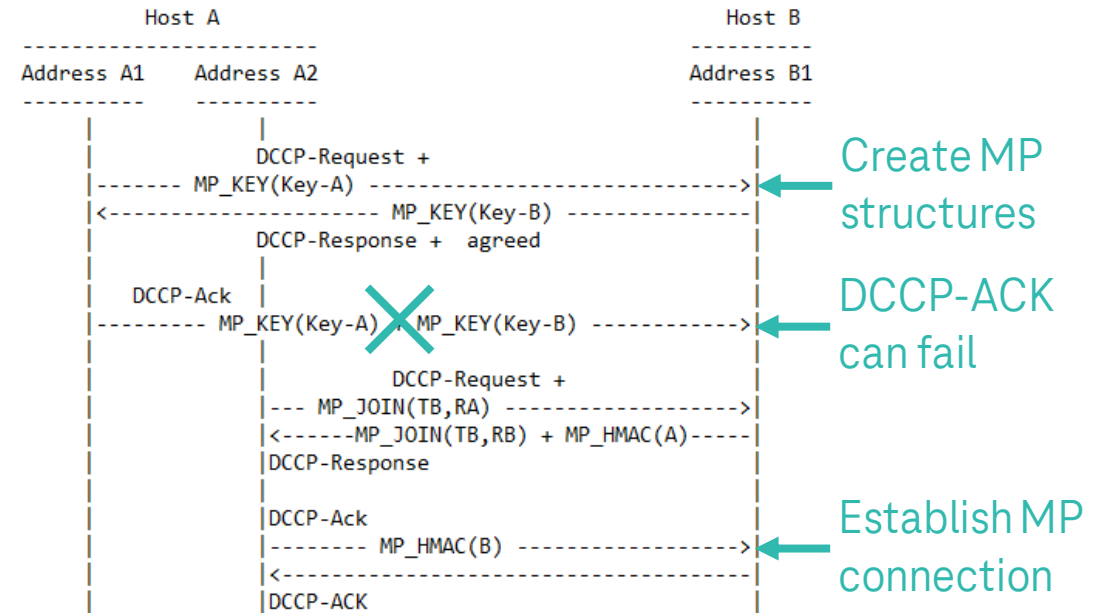 Host A Host B
------------------------ ----------
Address A1 Address A2 Address B1
---------- ---------- ----------
| | |
| DCCP-Request + |
|------- MP_KEY(Key-A) ------------------------------>|
|<---------------------- MP_KEY(Key-B) ---------------|
| DCCP-Response + agreed |
| | |
| DCCP-Ack | |
|--------- MP_KEY(Key-A) + MP_KEY(Key-B) ------------>|
| | |
| | DCCP-Request + |
| |--- MP_JOIN(TB,RA) ------------------->|
| |<------MP_JOIN(TB,RB) + MP_HMAC(A)-----|
| |DCCP-Response |
| | |
| |DCCP-Ack |
| |-------- MP_HMAC(B) ------------------>|
| |<--------------------------------------|
| |DCCP-ACK |
Create MP
structures
DCCP-ACK
can fail
Establish MP
connection